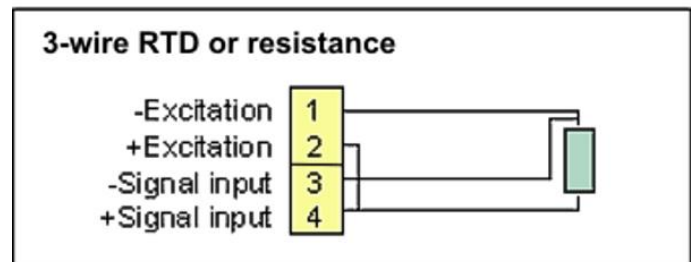 3-wire RTD or resistance
-Excitation 1
+Excitation 2
-Signal input 3
+Signal input 4